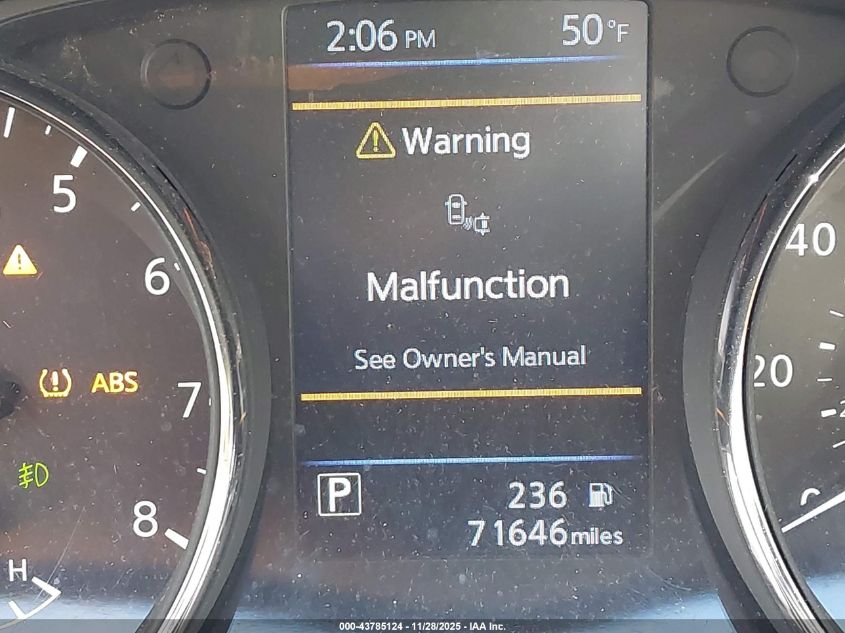 2:06 PM 50°F
Warning
Malfunction
See Owner's Manual
P 236
71646 miles
5
6
ABS
7
8
H
40
20
0
000-43785124 - 11/28/2025 - IAA Inc.